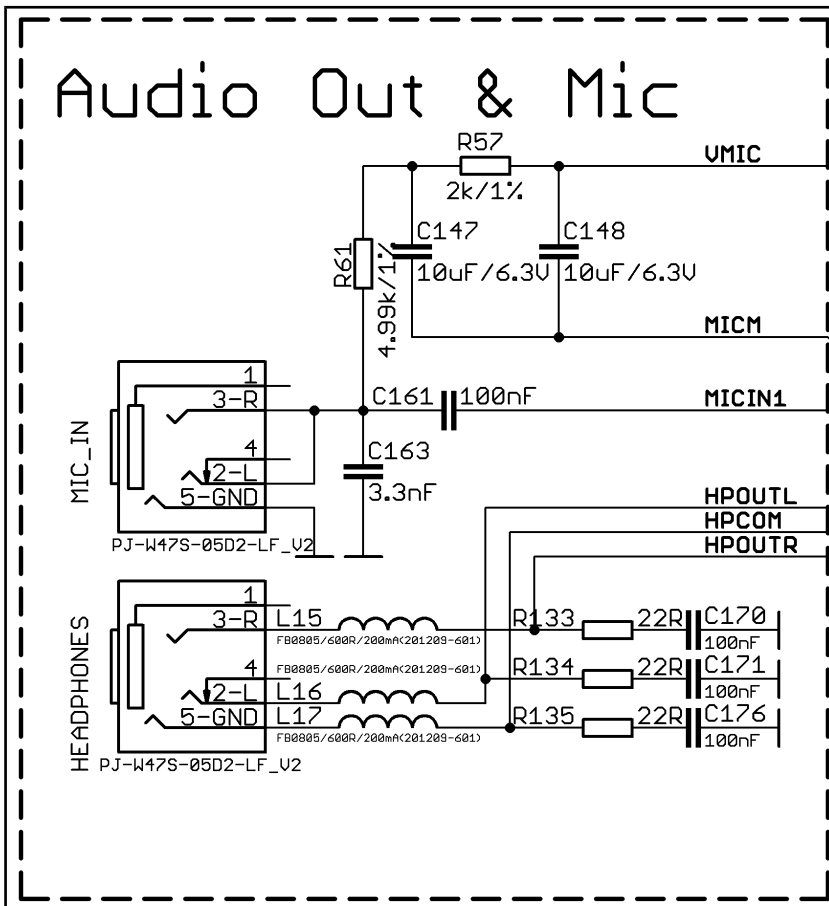 Audio Out & Mic
R57
VMIC
2k/1%
C147
C148
R61
4.99k/1%
10uF/6.3V
10uF/6.3V
MICM
1
3-R
C161
100nF
MICIN1
MIC_IN
4
2-L
C163
5-GND
3.3nF
HPOUTL
HPCOM
HPOUTR
PJ-W47S-05D2-LF_V2
HEADPHONES
1
3-R
L15
R133
22R
C170
FB0805/600R/200mA(201209-601)
100nF
4
FB0805/600R/200mA(201209-601)
R134
22R
C171
2-L
L16
100nF
5-GND
L17
R135
22R
C176
FB0805/600R/200mA(201209-601)
100nF
PJ-W47S-05D2-LF_V2